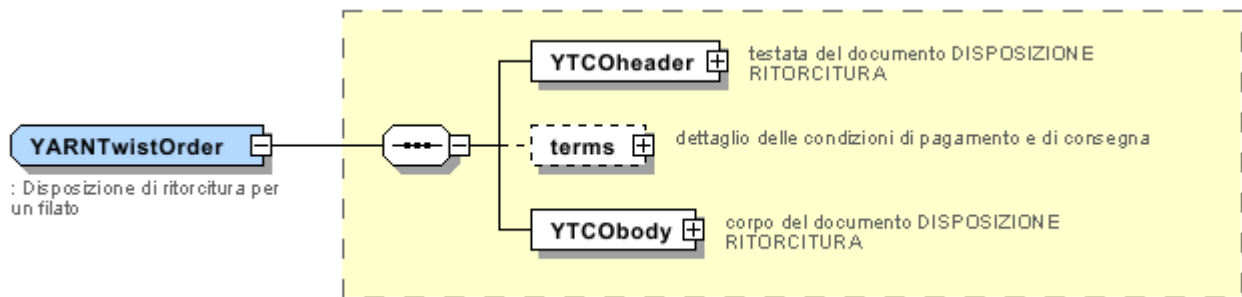 YTCOheader
testata del documento DISPOSIZIONE
RITORCITURA
YARNTwistOrder
: Disposizione di ritorcitura per
un filato
terms
dettaglio delle condizioni di pagamento e di consegna
YTCObody
corpo del documento DISPOSIZIONE
RITORCITURA